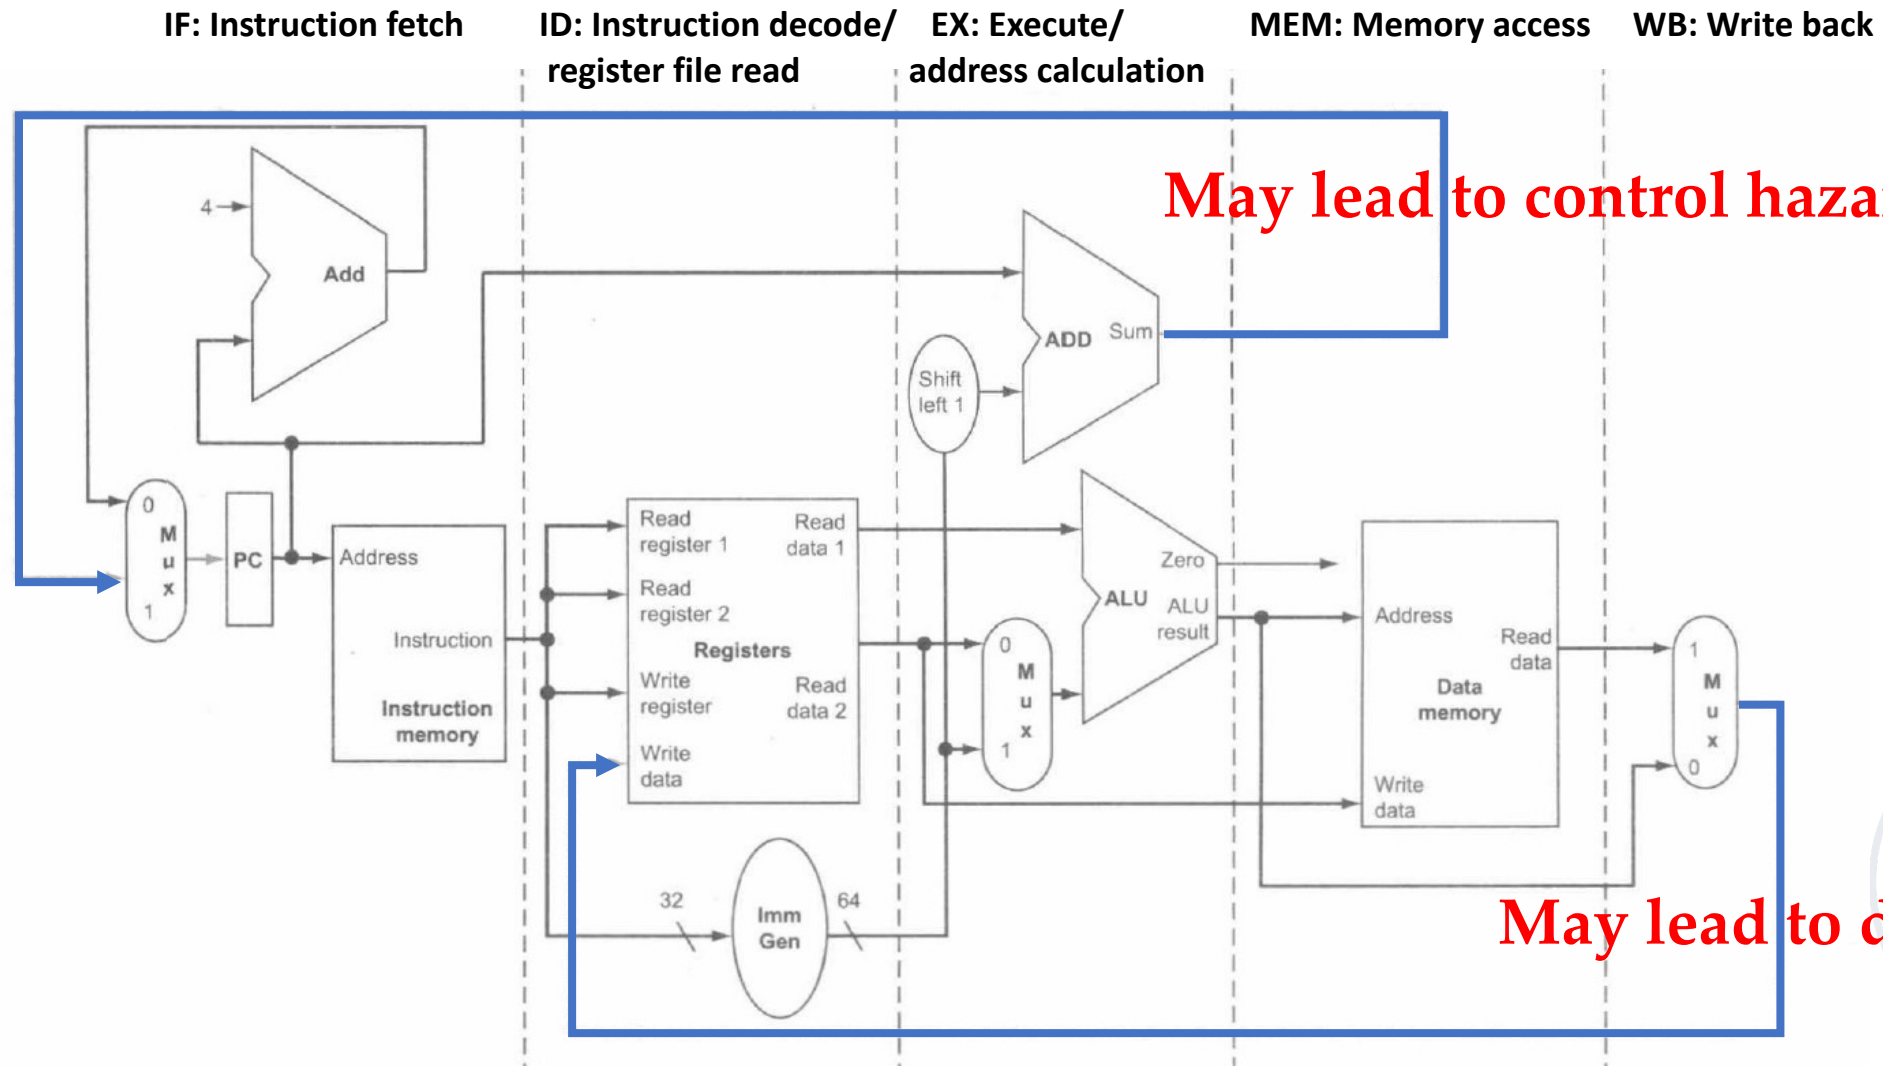 IF: Instruction fetch
ID: Instruction decode/
register file read
EX: Execute/
address calculation
MEM: Memory access
WB: Write back
May lead to control
4
Add
ADD
Sum
Shift
left 1
0
M
u
x
1
PC
Address
Instruction
Instruction
memory
Read
register 1
Read
register 2
Registers
Write
register
Write
data
Read
data 1
Read
data 2
0
M
u
x
1
Zero
ALU
ALU
result
Address
Read
data
Data
memory
Write
data
1
M
u
x
0
32
Imm
Gen
64
May lead to